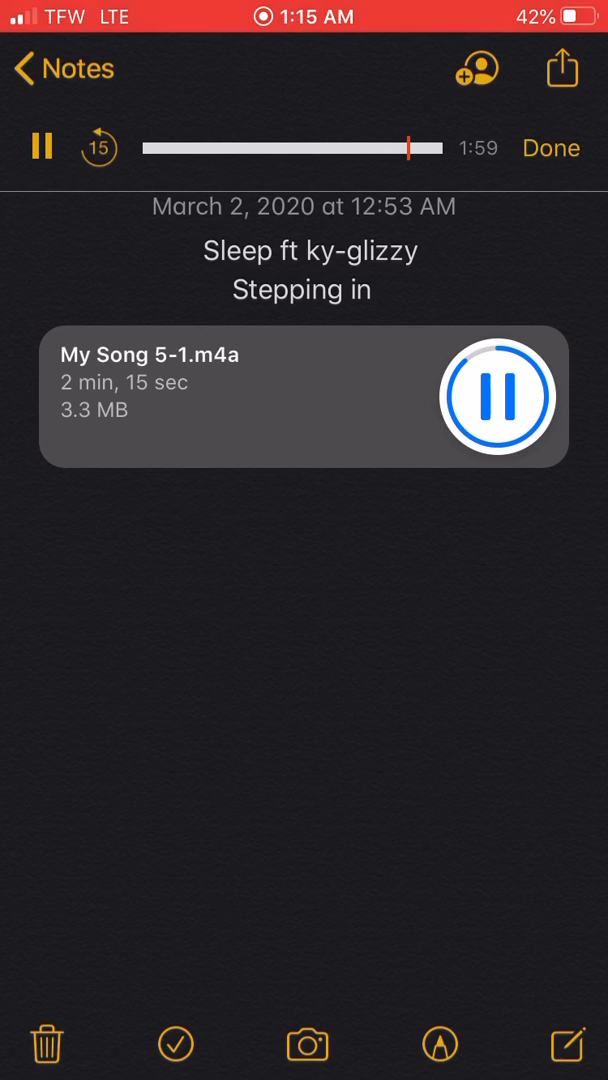 TFW LTE 1:15 AM 42%
Notes
15 1:59 Done
March 2, 2020 at 12:53 AM
Sleep ft ky-glizzy
Stepping in
My Song 5-1.m4a
2 min, 15 sec
3.3 MB